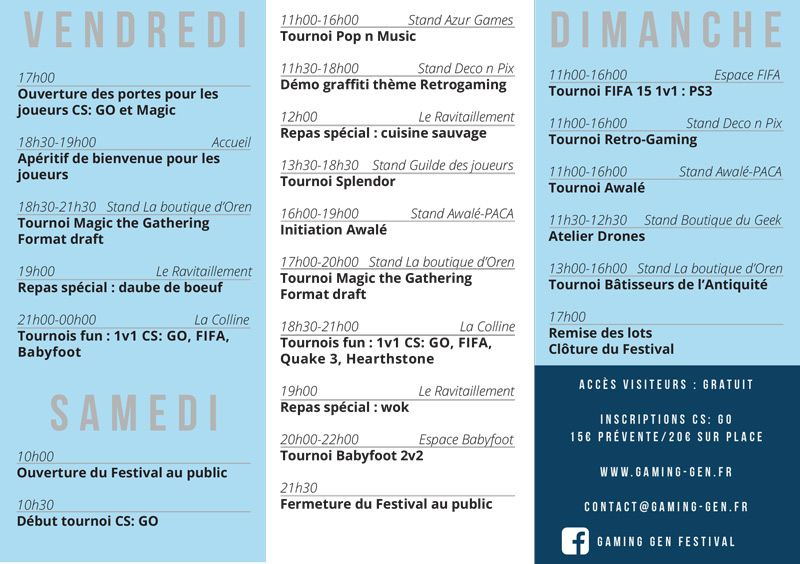 VENDREDI
17h00
Ouverture des portes pour les
joueurs CS: GO et Magic
18h30-19h00 Accueil
Apéritif de bienvenue pour les
joueurs
18h30-21h30 Stand La boutique d'Oren
Tournoi Magic the Gathering
Format draft
19h00 Le Ravitaillement
Repas spécial : daube de boeuf
21h00-00h00 La Colline
Tournois fun : 1v1 CS: GO, FIFA,
Babyfoot
SAMEDI
10h00
Ouverture du Festival au public
10h30
Début tournoi CS: GO
11h00-16h00 Stand Azur Games
Tournoi Pop n Music
11h30-18h00 Stand Deco n Pix
Démo graffiti thème Retrogaming
12h00 Le Ravitaillement
Repas spécial : cuisine sauvage
13h30-18h30 Stand Guilde des joueurs
Tournoi Splendor
16h00-19h00 Stand Awalé-PACA
Initiation Awalé
17h00-20h00 Stand La boutique d'Oren
Tournoi Magic the Gathering
Format draft
18h30-21h00 La Colline
Tournois fun : 1v1 CS: GO, FIFA,
Quake 3, Hearthstone
19h00 Le Ravitaillement
Repas spécial : wok
20h00-22h00 Espace Babyfoot
Tournoi Babyfoot 2v2
21h30
Fermeture du Festival au public
DIMANCHE
11h00-16h00 Espace FIFA
Tournoi FIFA 15 1v1 : PS3
11h00-16h00 Stand Deco n Pix
Tournoi Retro-Gaming
11h00-16h00 Stand Awalé-PACA
Tournoi Awalé
11h30-12h30 Stand Boutique du Geek
Atelier Drones
13h00-16h00 Stand La boutique d'Oren
Tournoi Bâtisseurs de l'Antiquité
17h00
Remise des lots
Clôture du Festival
ACCÈS VISITEURS : GRATUIT
INSCRIPTIONS CS: GO
15€ PRÉVENTE/20€ SUR PLACE
WWW.GAMING-GEN.FR
CONTACT@GAMING-GEN.FR
GAMING GEN FESTIVAL